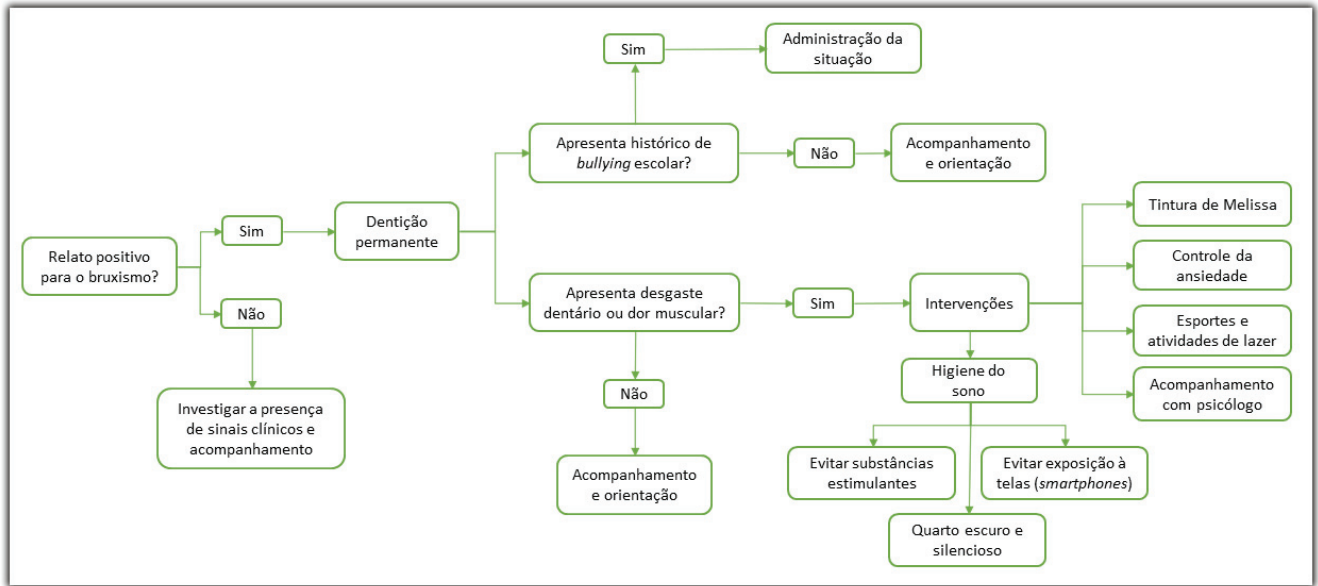 Relato positivo
para o bruxismo?
Sim
Não
Investigar a presença
de sinais clínicos e
acompanhamento
Dentição
permanente
Apresenta histórico de
bullying escolar?
Sim
Administração da
situação
Não
Acompanhamento
e orientação
Apresenta desgaste
dentário ou dor muscular?
Não
Acompanhamento
e orientação
Sim
Intervenções
Tintura de Melissa
Controle da
ansiedade
Esportes e
atividades de lazer
Acompanhamento
com psicólogo
Higiene do
sono
Evitar substâncias
estimulantes
Quarto escuro e
silencioso
Evitar exposição à
telas (smartphones)